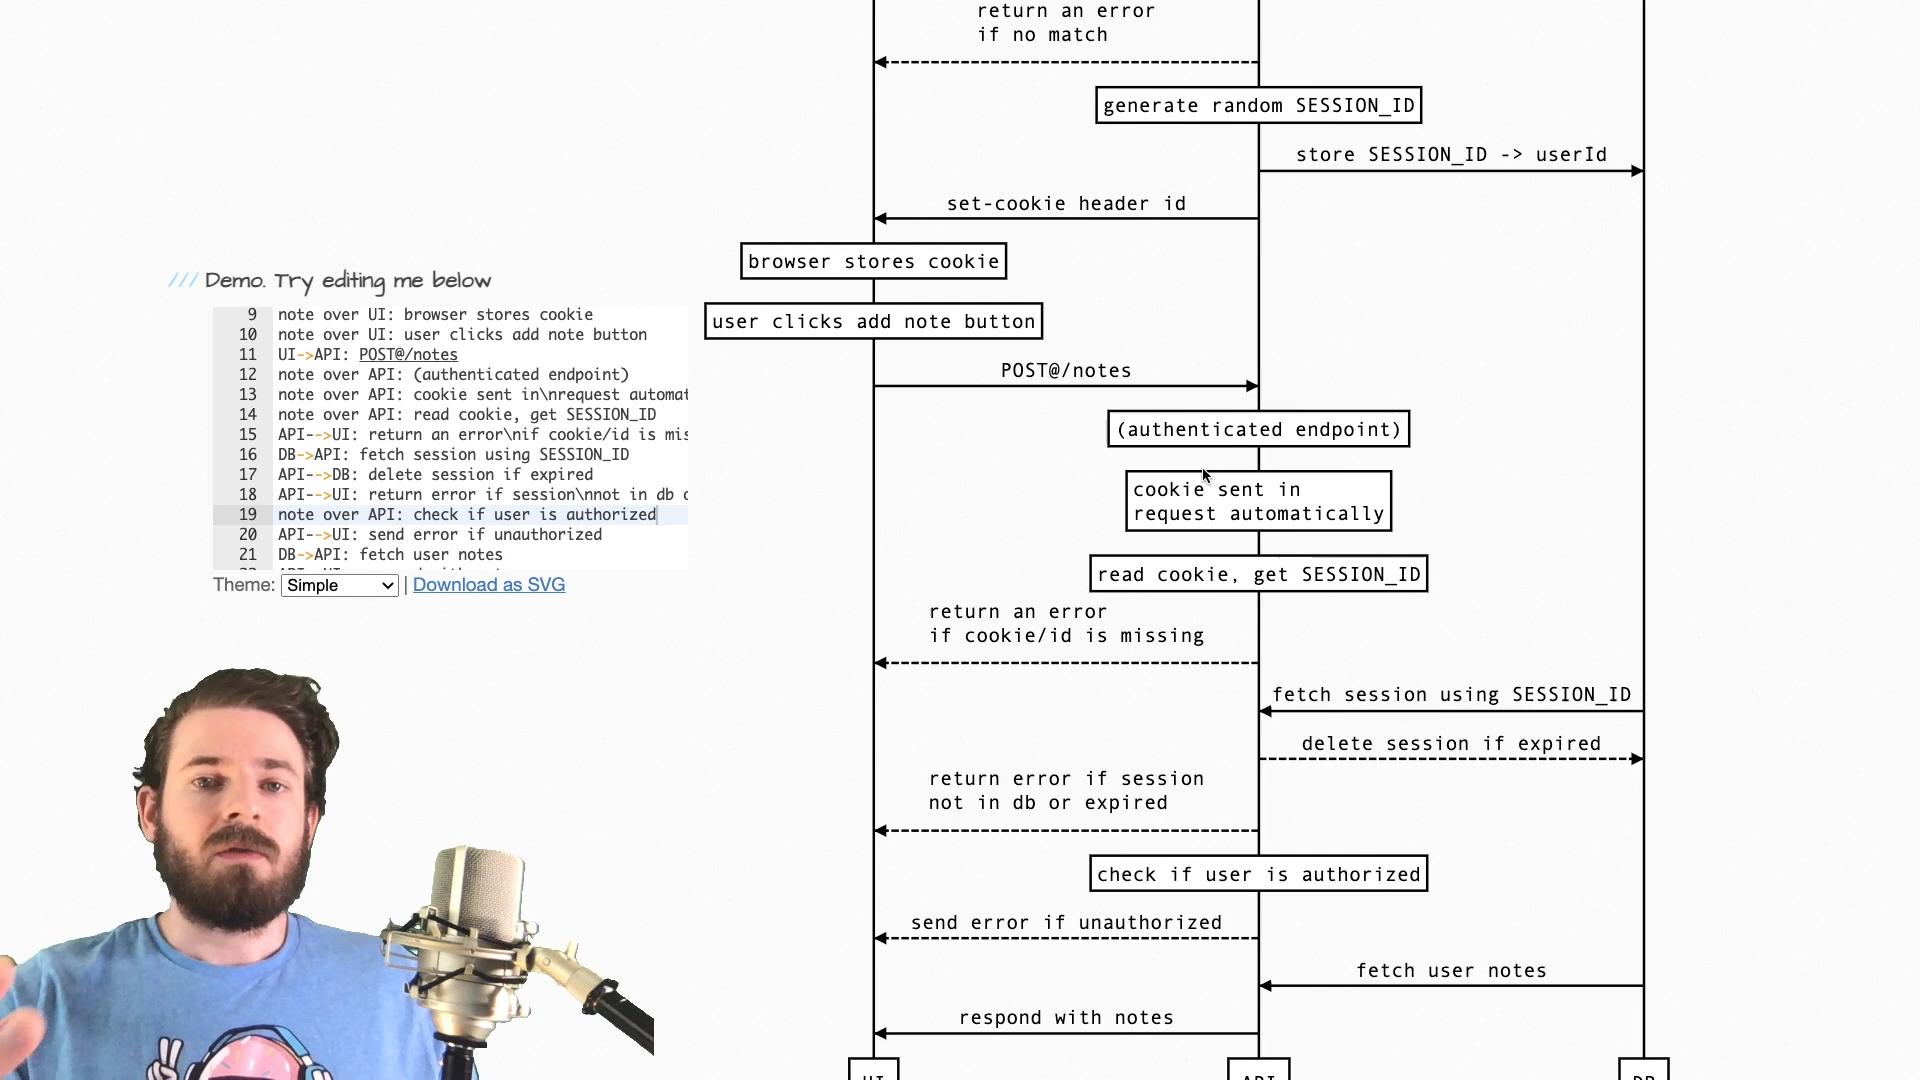 /// Demo. Try editing me below
9 note over UI: browser stores cookie
10 note over UI: user clicks add note button
11 UI->API: POST@/notes
12 note over API: (authenticated endpoint)
13 note over API: cookie sent in\nrequest automat
14 note over API: read cookie, get SESSION_ID
15 API-->UI: return an error\nif cookie/id is mis
16 DB->API: fetch session using SESSION_ID
17 API-->DB: delete session if expired
18 API-->UI: return error if session\nnot in db o
19 note over API: check if user is authorized
20 API-->UI: send error if unauthorized
21 DB->API: fetch user notes
Theme: Simple | Download as SVG
return an error
if no match
generate random SESSION_ID
store SESSION_ID -> userId
set-cookie header id
browser stores cookie
user clicks add note button
POST@/notes
(authenticated endpoint)
cookie sent in
request automatically
read cookie, get SESSION_ID
return an error
if cookie/id is missing
fetch session using SESSION_ID
delete session if expired
return error if session
not in db or expired
check if user is authorized
send error if unauthorized
fetch user notes
respond with notes
UI
API
DB